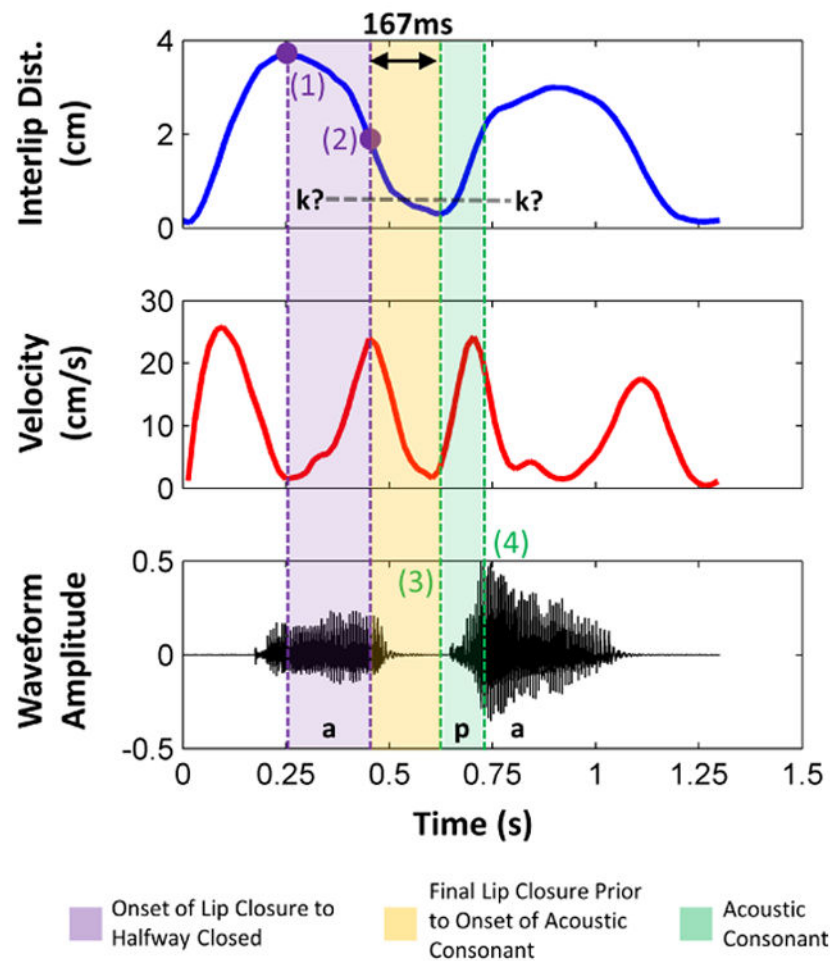 167ms
Interlip Dist.
(cm)
4
2
0
(1)
(2)
k?
k?
Velocity
(cm/s)
30
20
10
0
Waveform
Amplitude
0.5
0
-0.5
(3)
(4)
a
p
a
0
0.25
0.5
0.75
1
1.25
1.5
Time (s)
Onset of Lip Closure to
Halfway Closed
Final Lip Closure Prior
to Onset of Acoustic
Consonant
Acoustic
Consonant